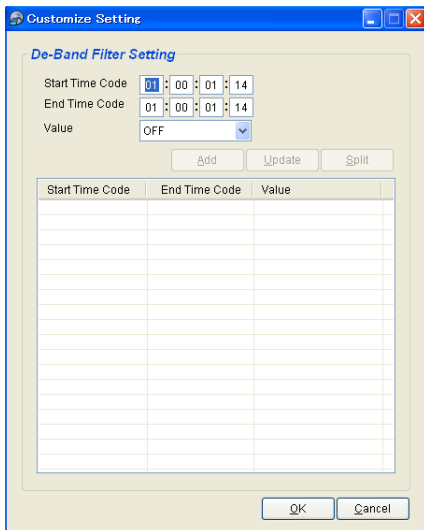 Customize Setting
De-Band Filter Setting
Start Time Code 01 : 00 : 01 : 14
End Time Code 01 : 00 : 01 : 14
Value OFF
Add Update Split
Start Time Code End Time Code Value
OK Cancel